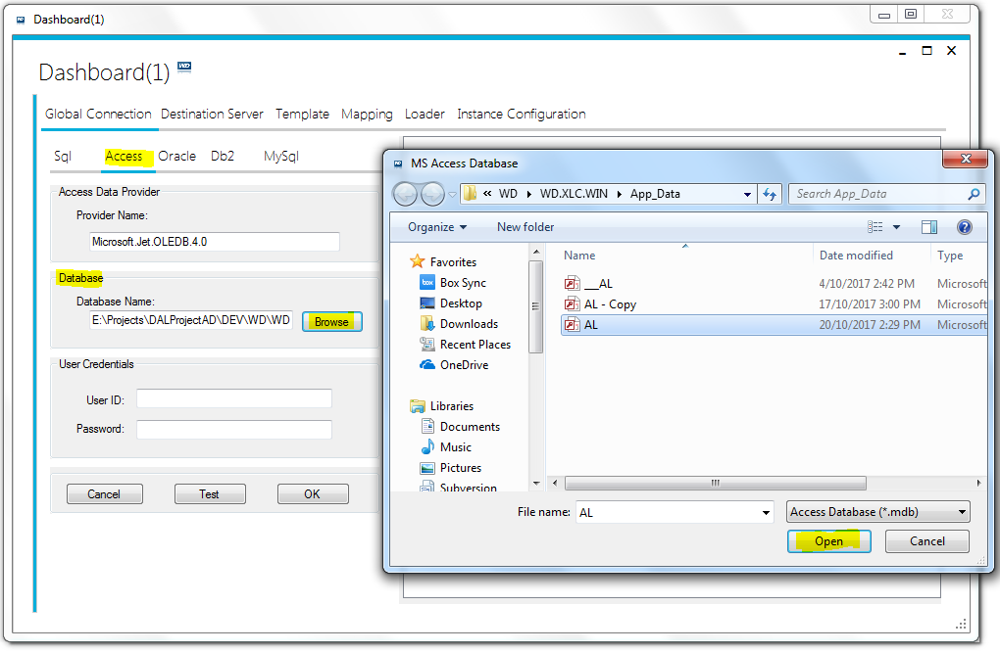 Dashboard(1)
Dashboard(1) WD
Global Connection Destination Server Template Mapping Loader Instance Configuration
Sql Access Oracle Db2 MySql
Access Data Provider
Provider Name:
Microsoft.Jet.OLEDB.4.0
Database
Database Name:
E:\Projects\DALProjectAD\DEV\WD\WD Browse
User Credentials
User ID:
Password:
Cancel Test OK
MS Access Database
« WD WD.XLC.WIN App_Data Search App_Data
Organize New folder
Favorites
box Box Sync
Desktop
Downloads
Recent Places
OneDrive
Libraries
Documents
Music
Pictures
Subversion
Name Date modified Type
__AL 4/10/2017 2:42 PM Microsoft
AL - Copy 17/10/2017 3:00 PM Microsoft
AL 20/10/2017 2:29 PM Microsoft
File name: AL Access Database (*.mdb)
Open Cancel